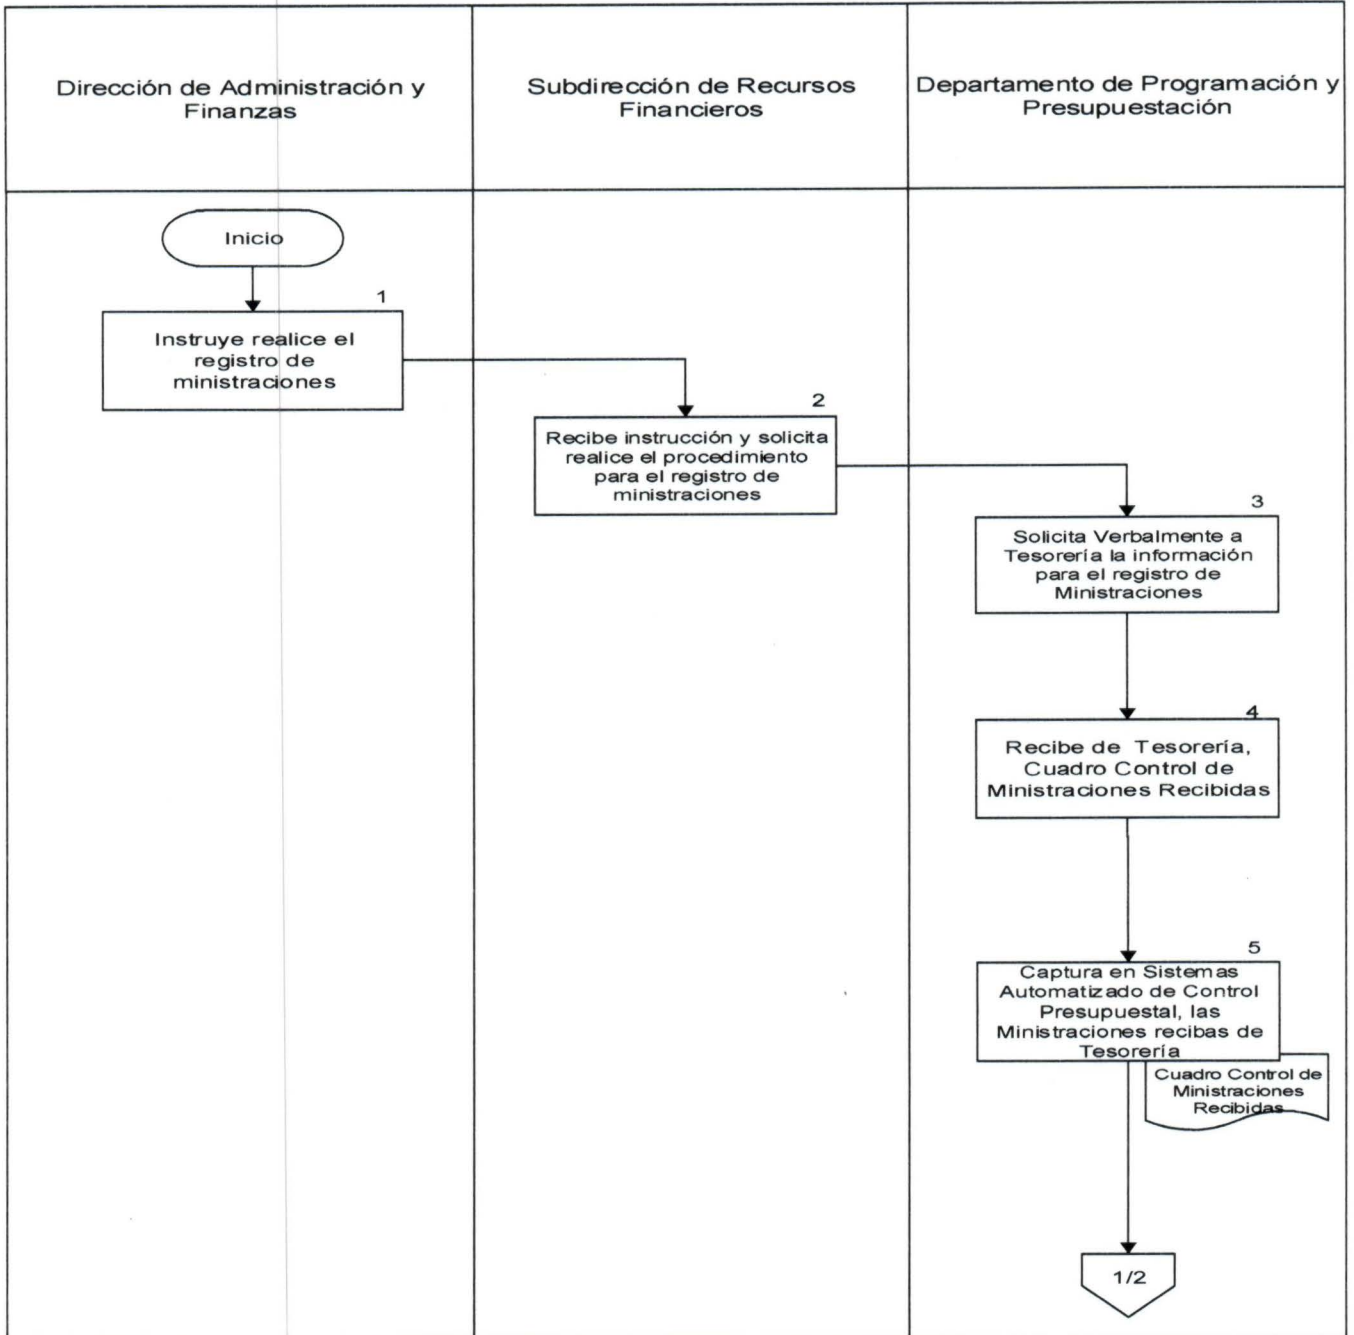 Dirección de Administración y
Finanzas
Subdirección de Recursos
Financieros
Departamento de Programación y
Presupuestación
Inicio
1
Instruye realice el
registro de
ministraciones
2
Recibe instrucción y solicita
realice el procedimiento
para el registro de
ministraciones
3
Solicita Verbalmente a
Tesorería la información
para el registro de
Ministraciones
4
Recibe de Tesorería,
Cuadro Control de
Ministraciones Recibidas
5
Captura en Sistemas
Automatizado de Control
Presupuestal, las
Ministraciones recibas de
Tesorería
Cuadro Control de
Ministraciones
Recibidas
1/2